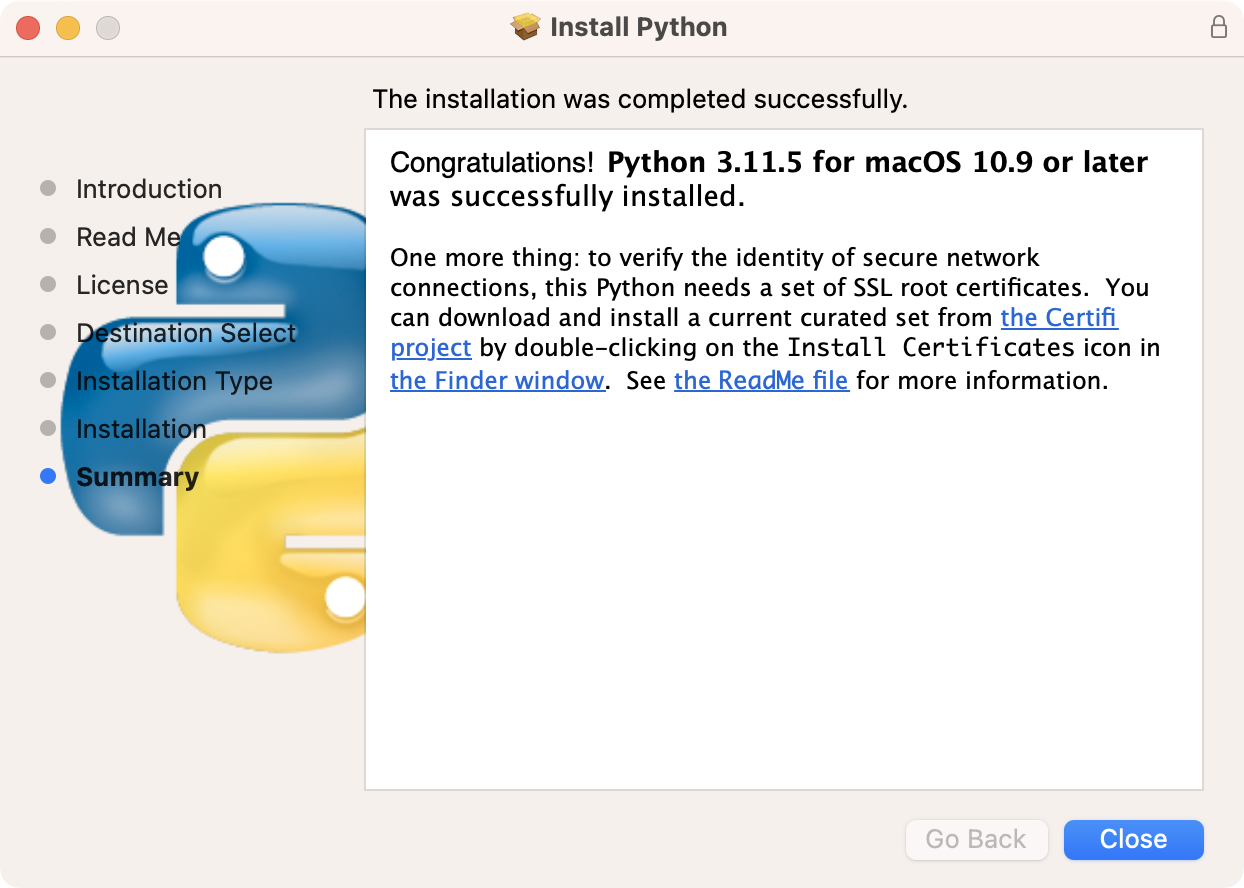 Install Python
The installation was completed successfully.
Introduction
Read Me
License
Destination Select
Installation Type
Installation
Summary
Congratulations! Python 3.11.5 for macOS 10.9 or later
was successfully installed.
One more thing: to verify the identity of secure network
connections, this Python needs a set of SSL root certificates.  You
can download and install a current curated set from the Certifi
project by double-clicking on the Install Certificates icon in
the Finder window.  See the ReadMe file for more information.
Go Back
Close